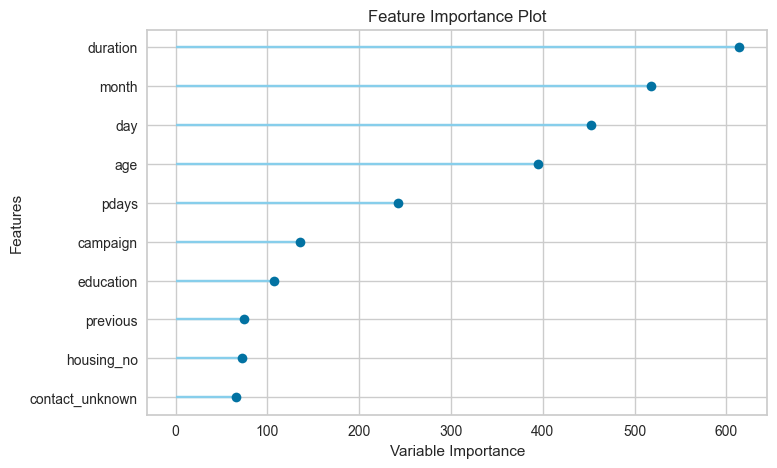 Feature Importance Plot
Features
duration
month
day
age
pdays
campaign
education
previous
housing_no
contact_unknown
0 100 200 300 400 500 600
Variable Importance